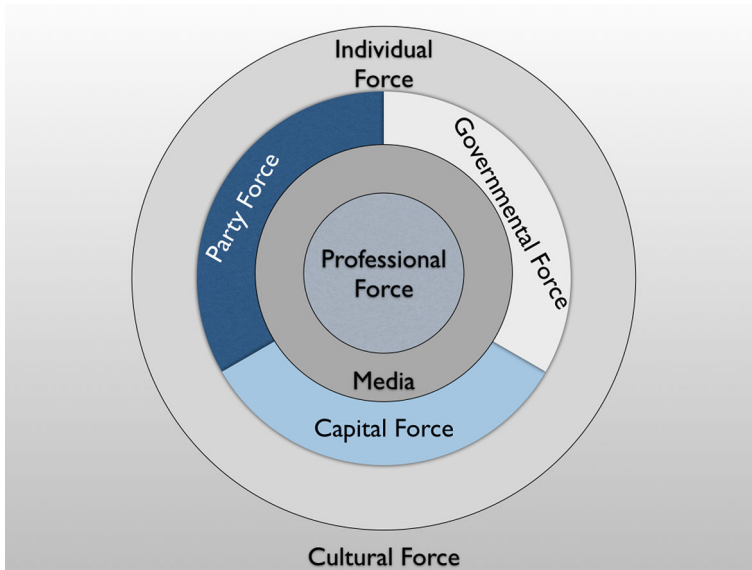 Individual
Force
Party Force
Governmental Force
Professional
Force
Media
Capital Force
Cultural Force